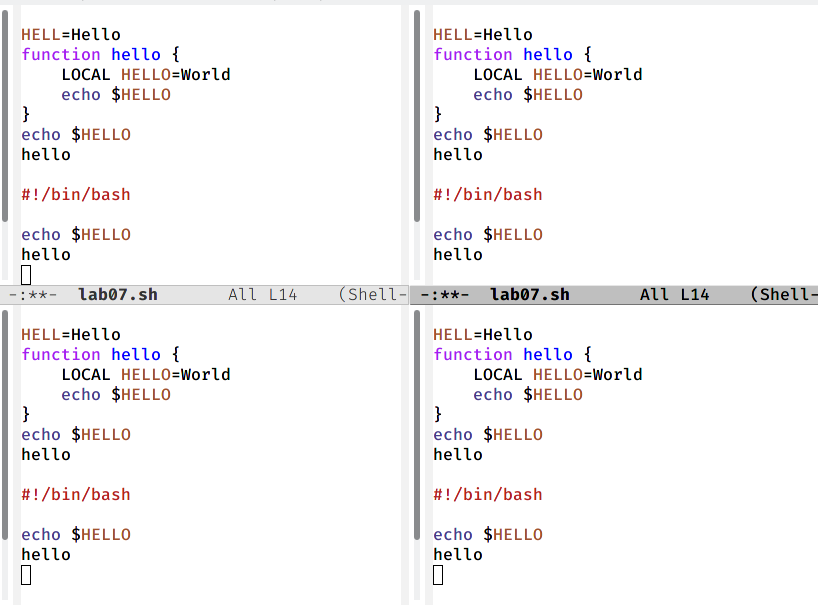 HELL=Hello
function hello {
    LOCAL HELLO=World
    echo $HELLO
}
echo $HELLO
hello

#!/bin/bash

echo $HELLO
hello
-:**-  lab07.sh       All L14    (Shell-
HELL=Hello
function hello {
    LOCAL HELLO=World
    echo $HELLO
}
echo $HELLO
hello

#!/bin/bash

echo $HELLO
hello
-:**-  lab07.sh       All L14    (Shell-
HELL=Hello
function hello {
    LOCAL HELLO=World
    echo $HELLO
}
echo $HELLO
hello

#!/bin/bash

echo $HELLO
hello
HELL=Hello
function hello {
    LOCAL HELLO=World
    echo $HELLO
}
echo $HELLO
hello

#!/bin/bash

echo $HELLO
hello